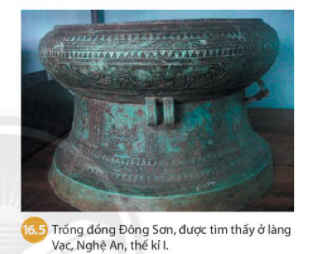 16.5 Trống đồng Đông Sơn, được tìm thấy ở làng
Vạc, Nghệ An, thế kỉ I.